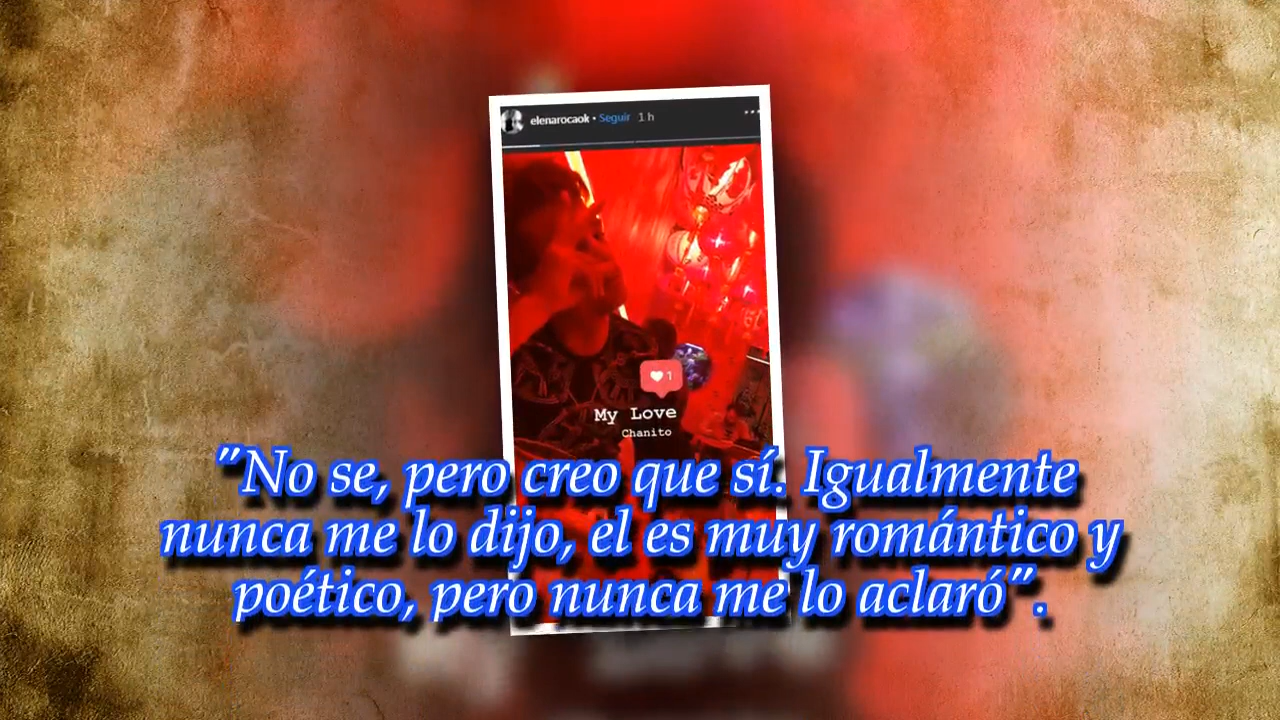 elenarocaok • Seguir 1 h
1
My Love
Chanito
"No se, pero creo que sí. Igualmente
nunca me lo dijo, el es muy romántico y
poético, pero nunca me lo aclaró".